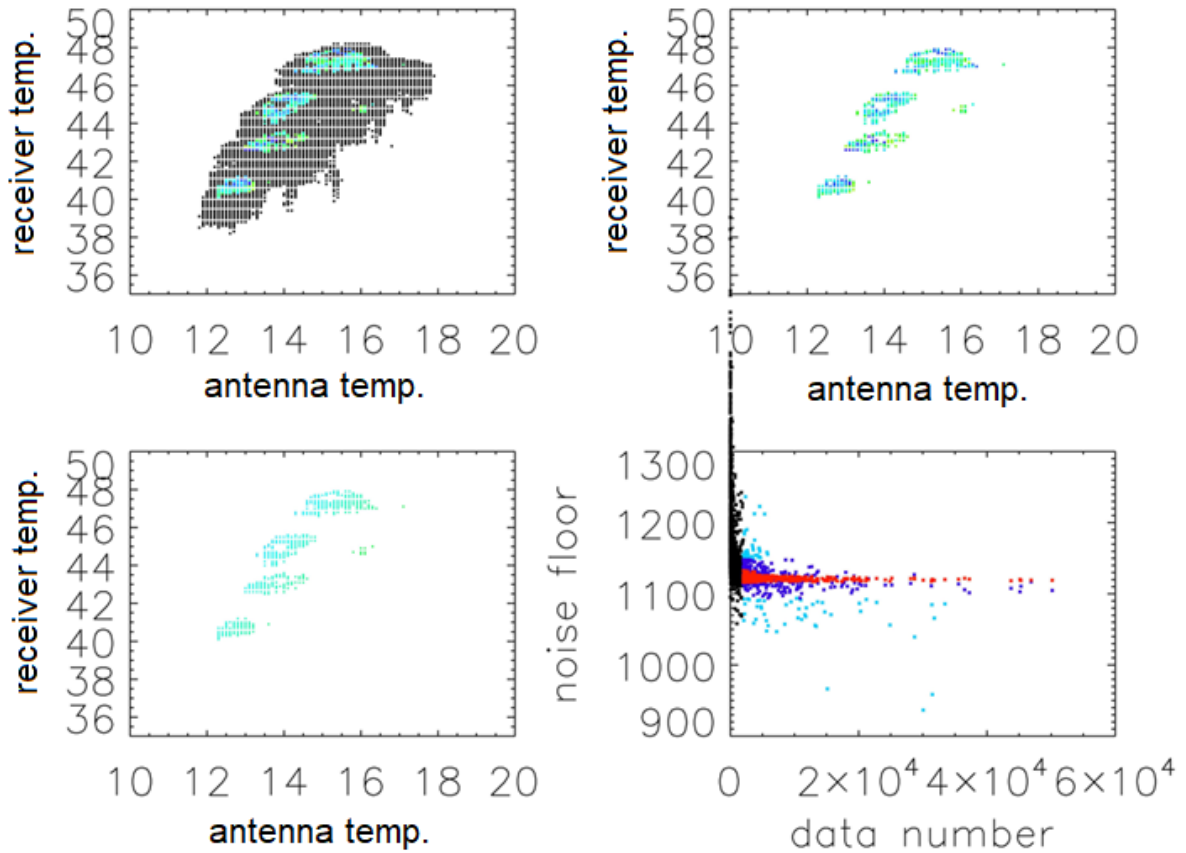 receiver temp.
50
48
46
44
42
40
38
36
10 12 14 16 18 20
antenna temp.
receiver temp.
50
48
46
44
42
40
38
36
10 12 14 16 18 20
antenna temp.
receiver temp.
50
48
46
44
42
40
38
36
10 12 14 16 18 20
antenna temp.
noise floor
1300
1200
1100
1000
900
0 2×10⁴ 4×10⁴ 6×10⁴
data number